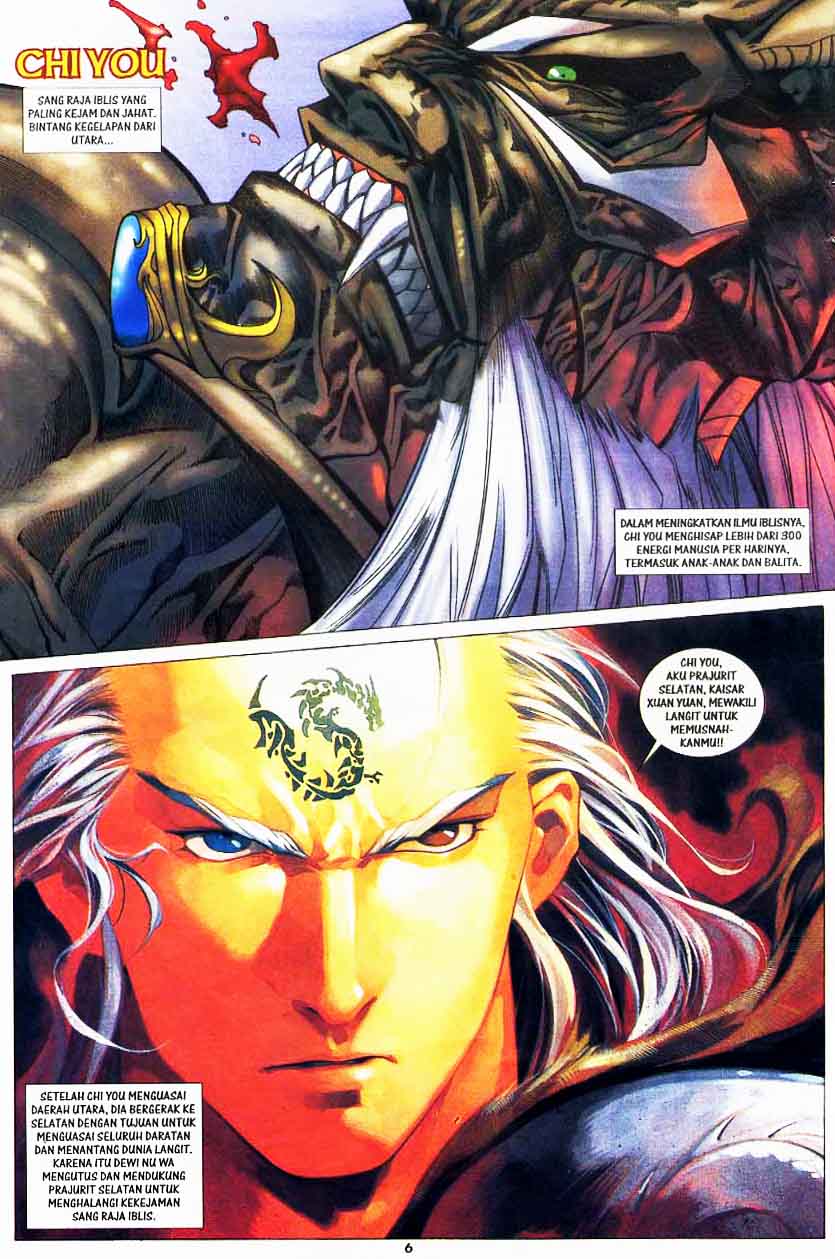 CHI YOU
SANG RAJA IBLIS YANG
PALING KEJAM DAN JAHAT.
BINTANG KEGELAPAN DARI
UTARA...
DALAM MENINGKATKAN ILMU IBLISNYA,
CHI YOU MENGHISAP LEBIH DARI 300
ENERGI MANUSIA PER HARINYA,
TERMASUK ANAK-ANAK DAN BALITA.
CHI YOU,
AKU PRAJURIT
SELATAN, KAISAR
XUAN YUAN, MEWAKILI
LANGIT UNTUK
MEMUSNAH-
KANMU!!
SETELAH CHI YOU MENGUASAI
DAERAH UTARA, DIA BERGERAK KE
SELATAN DENGAN TUJUAN UNTUK
MENGUASAI SELURUH DARATAN
DAN MENANTANG DUNIA LANGIT.
KARENA ITU DEWI NU WA
MENGUTUS DAN MENDUKUNG
PRAJURIT SELATAN UNTUK
MENGHALANGI KEKEJAMAN
SANG RAJA IBLIS.
6